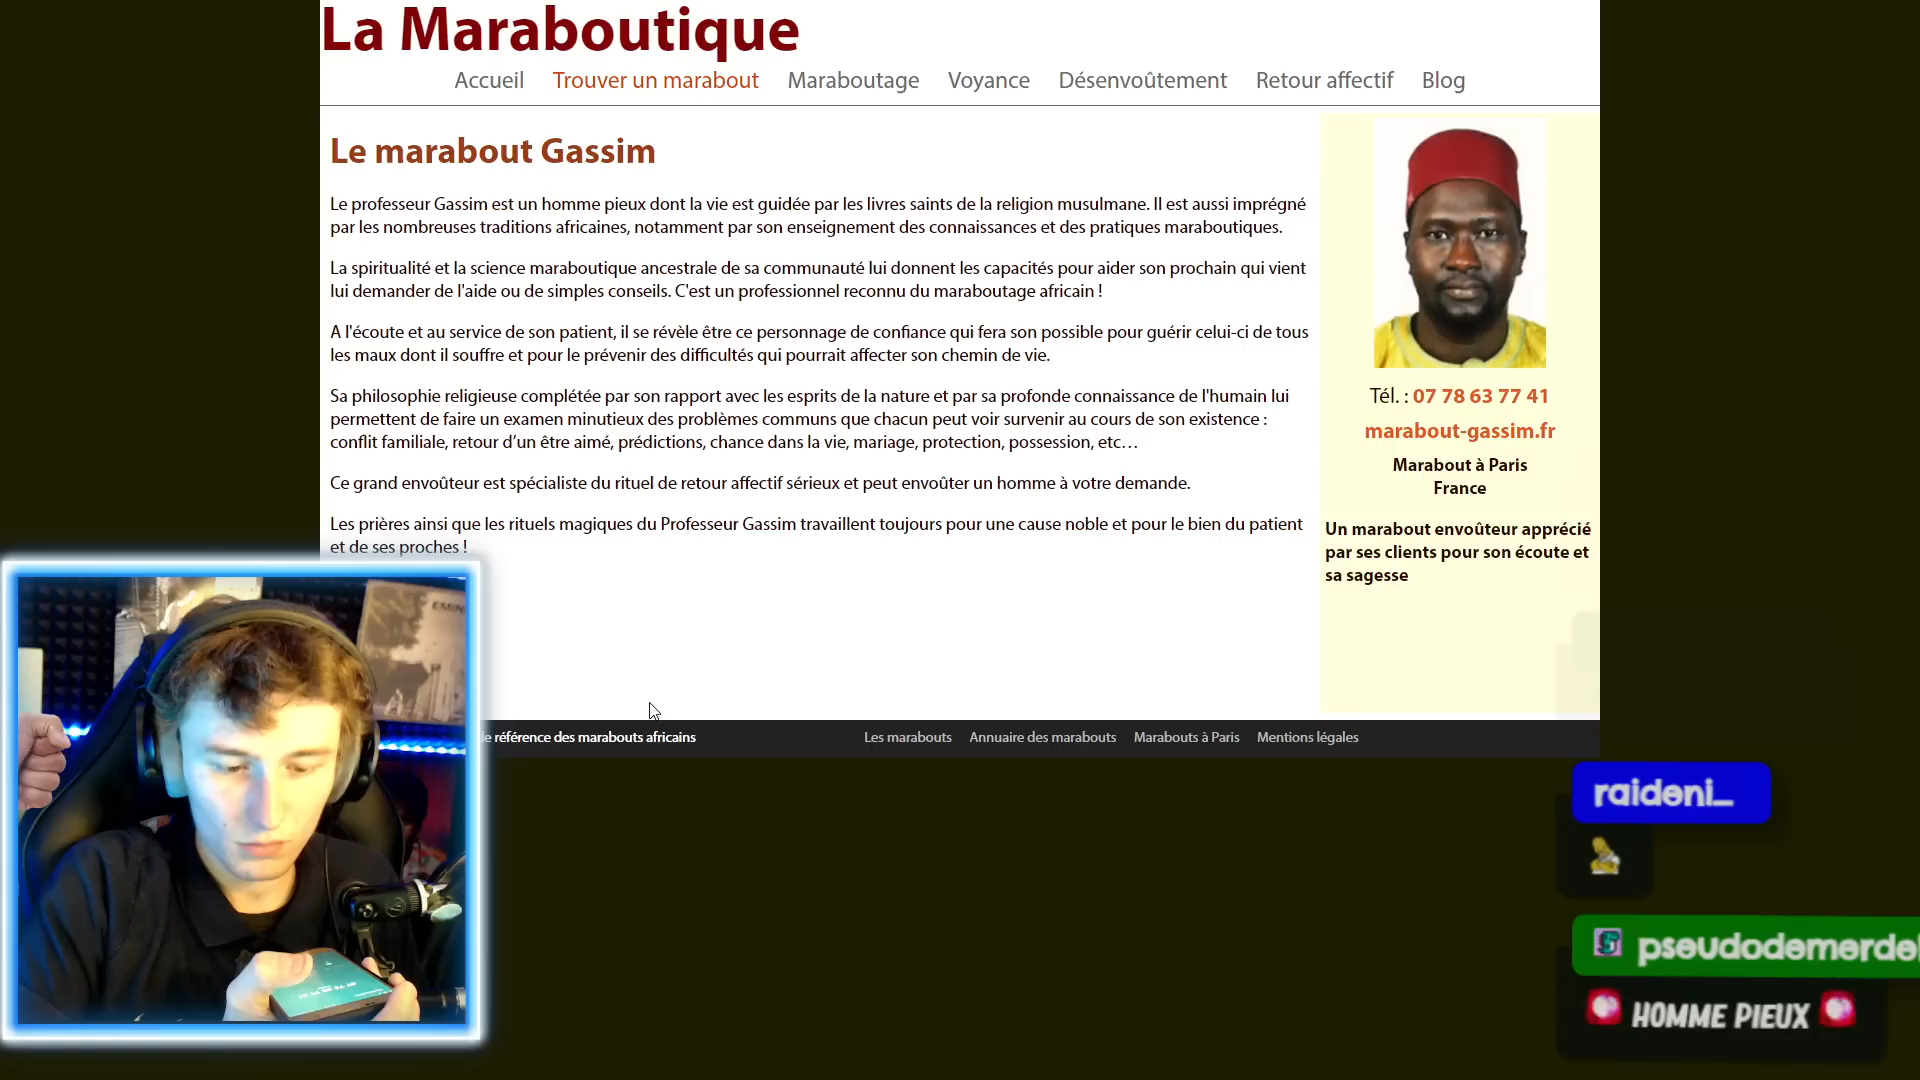 La Maraboutique
Accueil Trouver un marabout Maraboutage Voyance Désenvoûtement Retour affectif Blog
Le marabout Gassim
Le professeur Gassim est un homme pieux dont la vie est guidée par les livres saints de la religion musulmane. Il est aussi imprégné
par les nombreuses traditions africaines, notamment par son enseignement des connaissances et des pratiques maraboutiques.
La spiritualité et la science maraboutique ancestrale de sa communauté lui donnent les capacités pour aider son prochain qui vient
lui demander de l'aide ou de simples conseils. C'est un professionnel reconnu du maraboutage africain !
A l'écoute et au service de son patient, il se révèle être ce personnage de confiance qui fera son possible pour guérir celui-ci de tous
les maux dont il souffre et pour le prévenir des difficultés qui pourrait affecter son chemin de vie.
Sa philosophie religieuse complétée par son rapport avec les esprits de la nature et par sa profonde connaissance de l'humain lui
permettent de faire un examen minutieux des problèmes communs que chacun peut voir survenir au cours de son existence :
conflit familiale, retour d’un être aimé, prédictions, chance dans la vie, mariage, protection, possession, etc…
Ce grand envoûteur est spécialiste du rituel de retour affectif sérieux et peut envoûter un homme à votre demande.
Les prières ainsi que les rituels magiques du Professeur Gassim travaillent toujours pour une cause noble et pour le bien du patient
et de ses proches !
Tél. : 07 78 63 77 41
marabout-gassim.fr
Marabout à Paris
France
Un marabout envoûteur apprécié
par ses clients pour son écoute et
sa sagesse
EMIN
référence des marabouts africains
Les marabouts Annuaire des marabouts Marabouts à Paris Mentions légales
raideni_
pseudodemerde
HOMME PIEUX